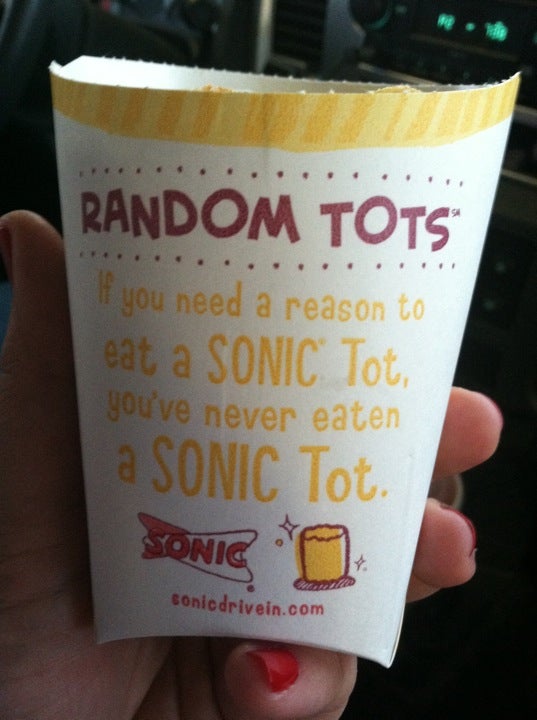 RANDOM TOTS℠
If you need a reason to
eat a SONIC® Tot,
you've never eaten
a SONIC Tot.
SONIC®
sonicdrivein.com